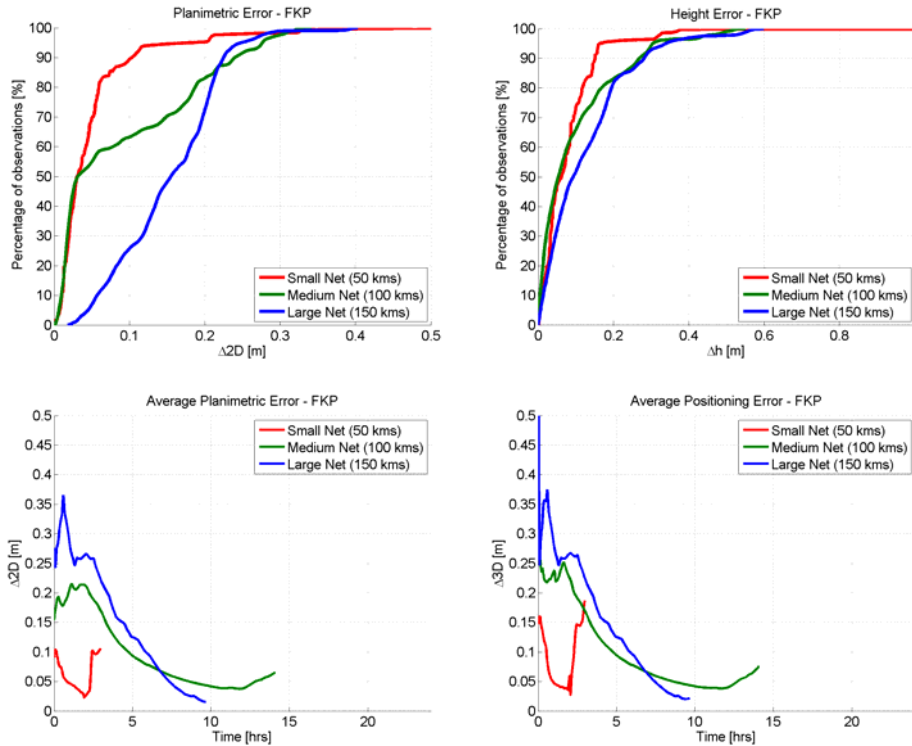 Planimetric Error - FKP
Percentage of observations [%]
100
90
80
70
60
50
40
30
20
10
0
0 0.1 0.2 0.3 0.4 0.5
Δ2D [m]
Small Net (50 kms)
Medium Net (100 kms)
Large Net (150 kms)
Height Error - FKP
Percentage of observations [%]
100
90
80
70
60
50
40
30
20
10
0
0 0.2 0.4 0.6 0.8
Δh [m]
Small Net (50 kms)
Medium Net (100 kms)
Large Net (150 kms)
Average Planimetric Error - FKP
Δ2D [m]
0.5
0.45
0.4
0.35
0.3
0.25
0.2
0.15
0.1
0.05
0
0 5 10 15 20
Time [hrs]
Small Net (50 kms)
Medium Net (100 kms)
Large Net (150 kms)
Average Positioning Error - FKP
Δ3D [m]
0.5
0.45
0.4
0.35
0.3
0.25
0.2
0.15
0.1
0.05
0
0 5 10 15 20
Time [hrs]
Small Net (50 kms)
Medium Net (100 kms)
Large Net (150 kms)